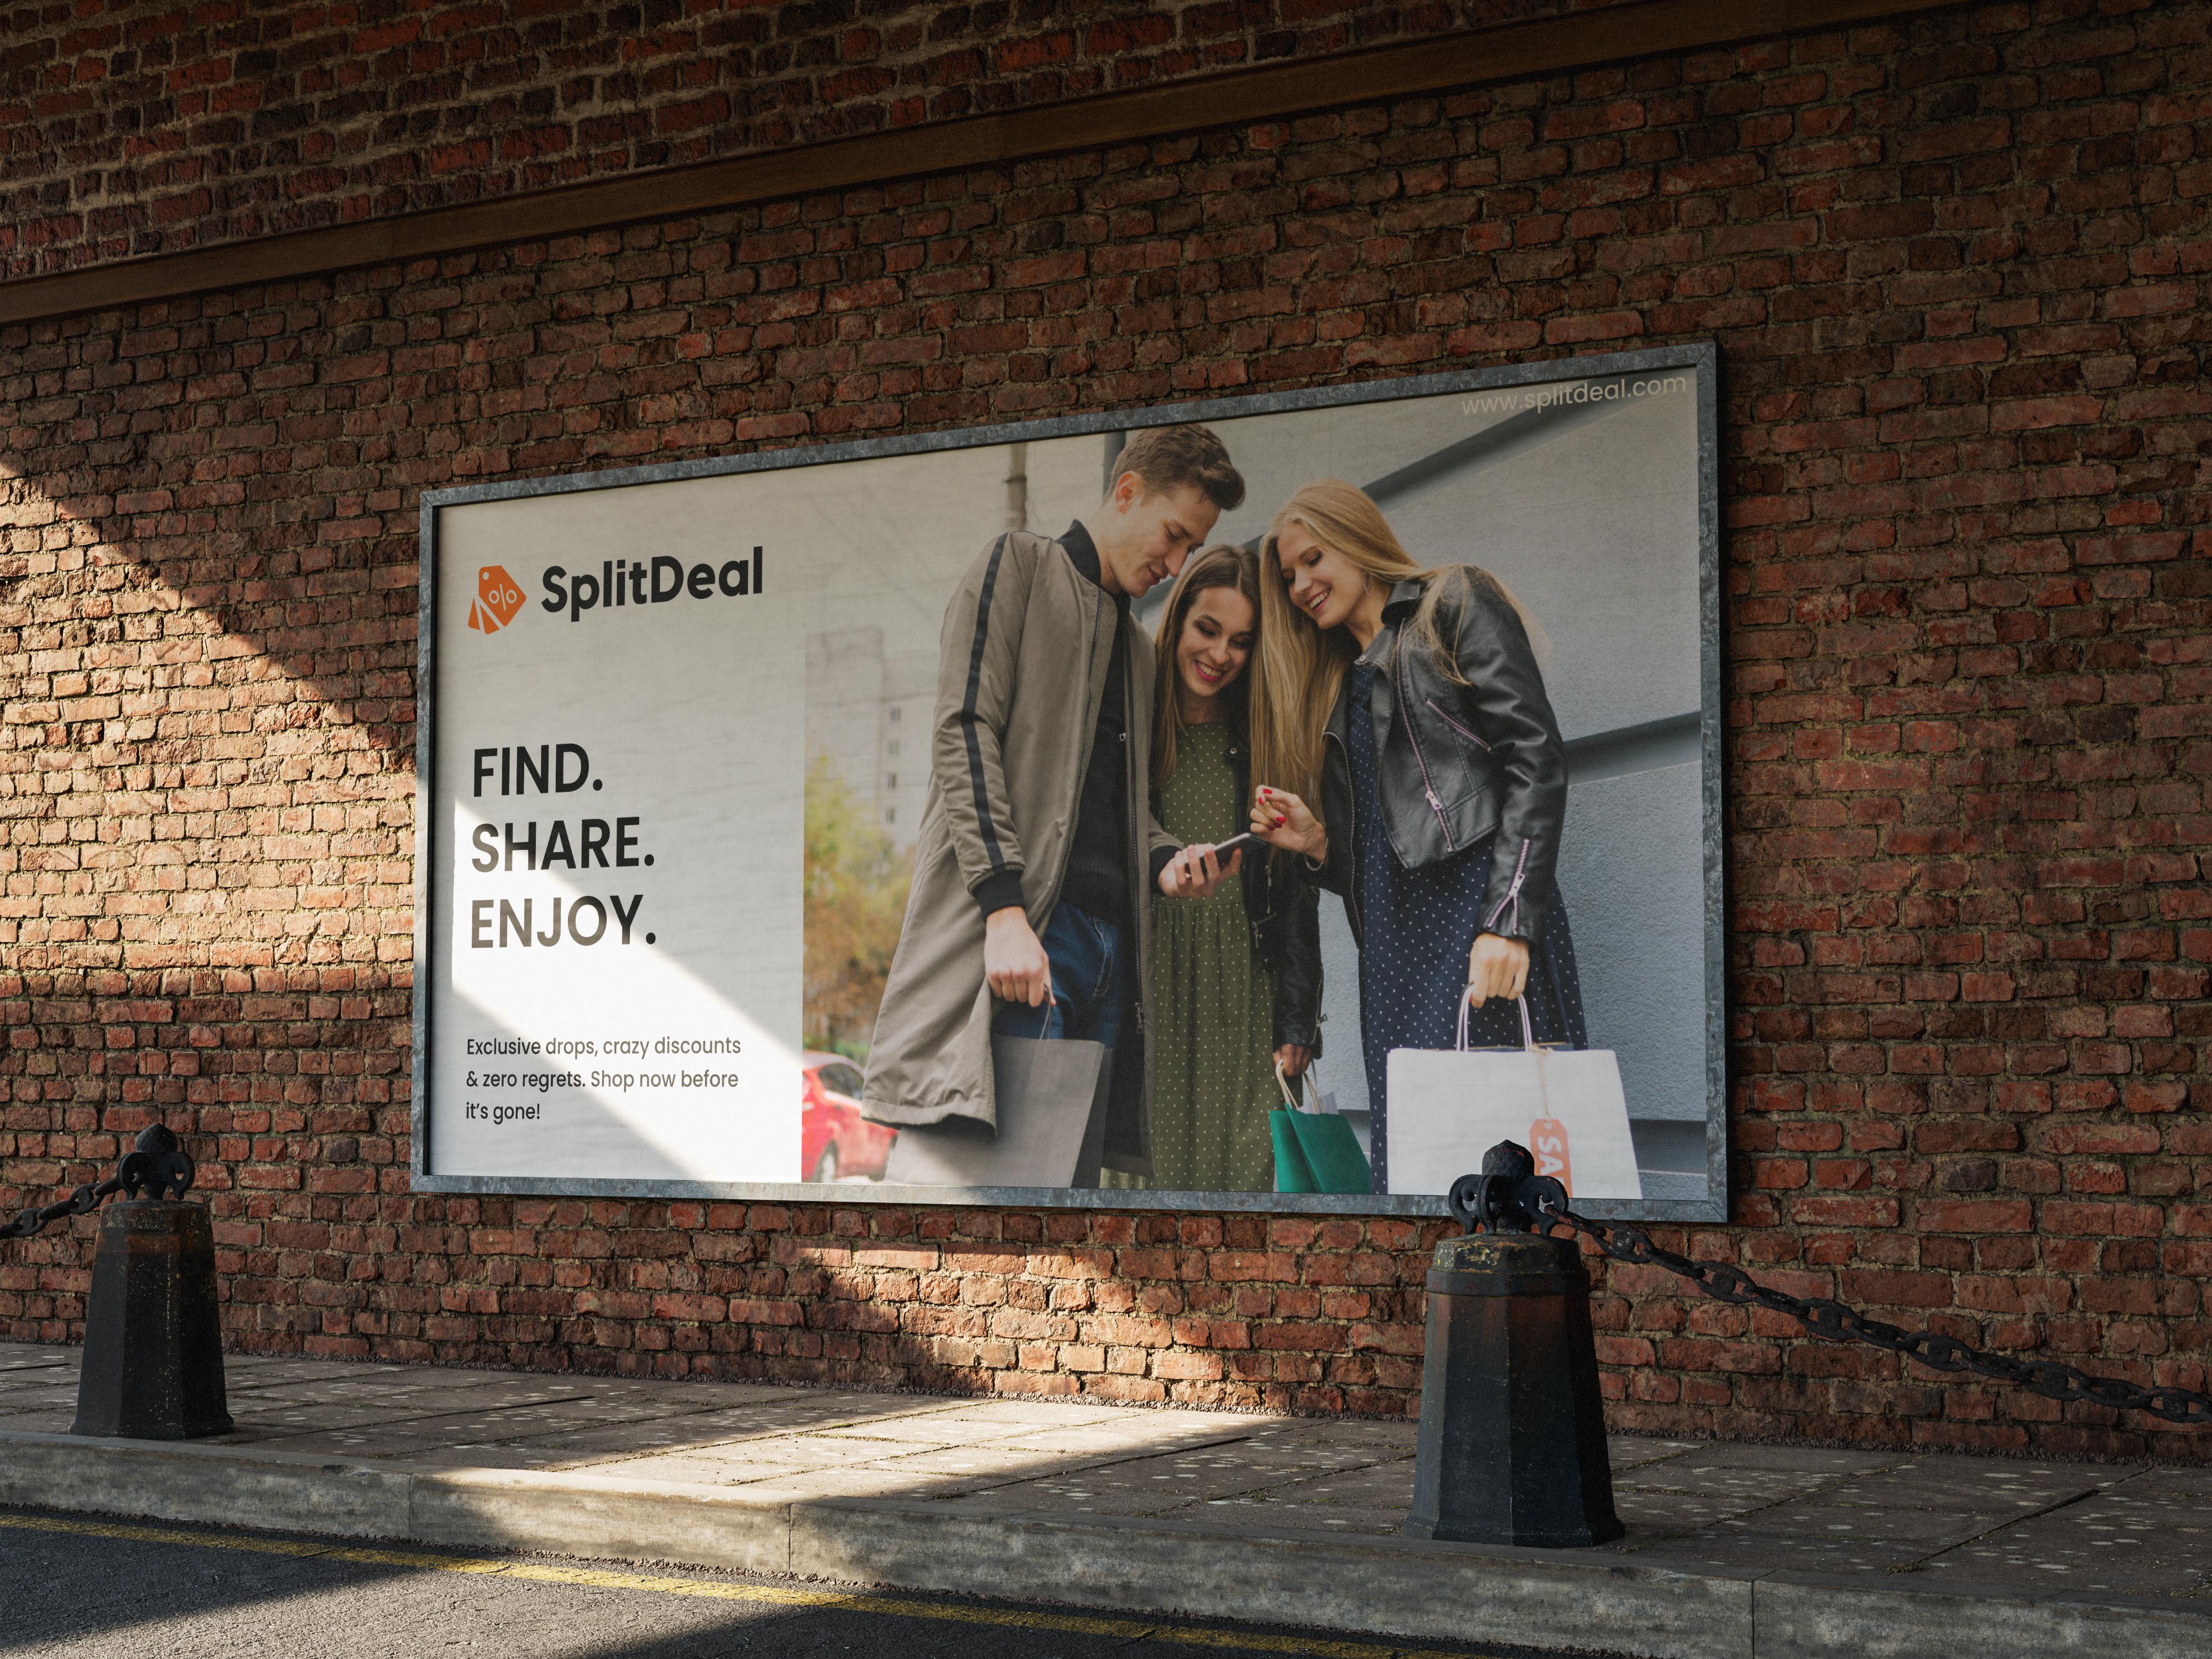 www.splitdeal.com
%
SplitDeal
FIND.
SHARE.
ENJOY.
Exclusive drops, crazy discounts
& zero regrets. Shop now before
it's gone!
SA